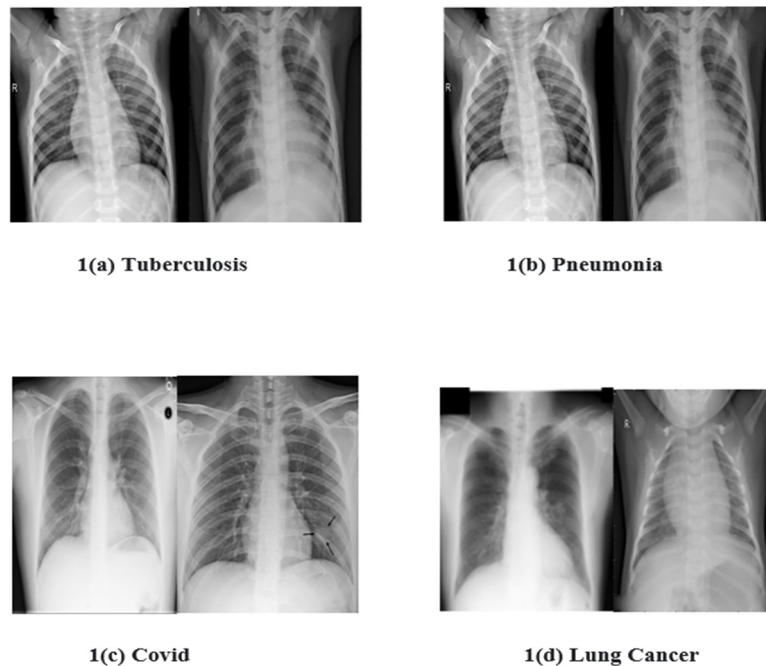 R
R
1(a) Tuberculosis
1(b) Pneumonia
R
1(c) Covid
1(d) Lung Cancer